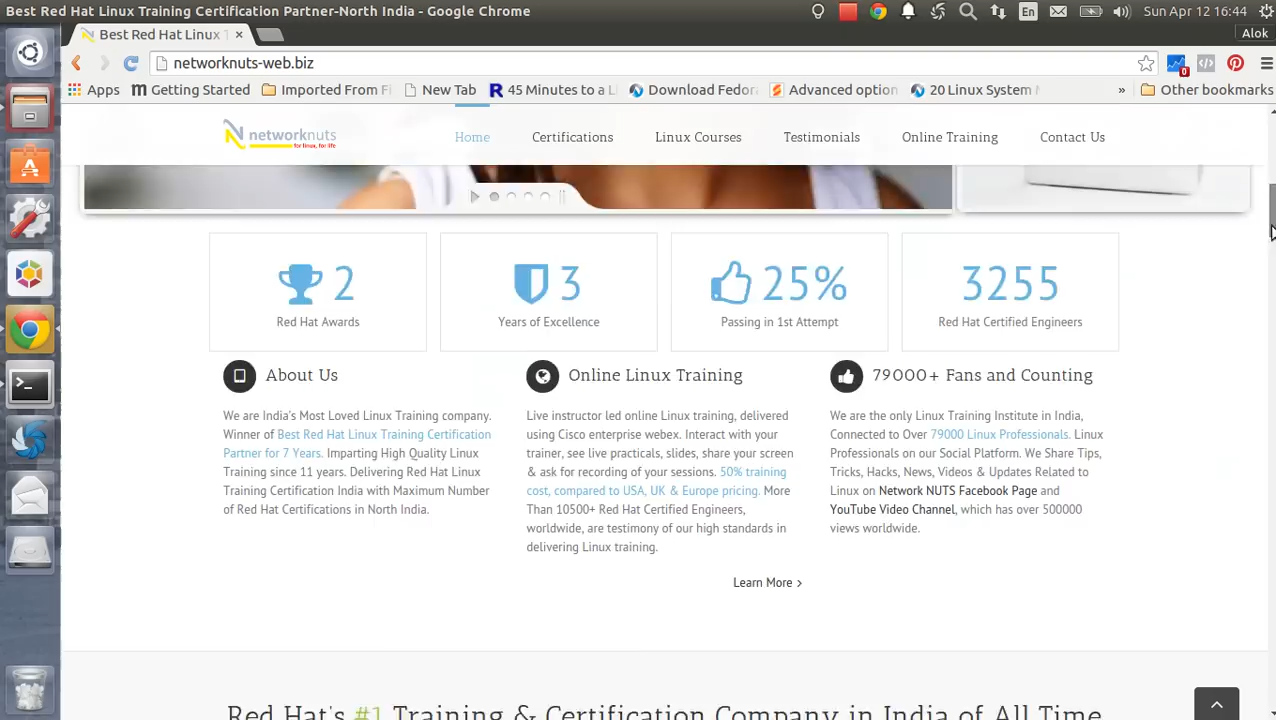 Best Red Hat Linux Training Certification Partner-North India - Google Chrome
En
Sun Apr 12 16:44
Best Red Hat Linux T
Alok
networknuts-web.biz
0
Apps
Getting Started
Imported From Fi
New Tab
45 Minutes to a L
Download Fedor
Advanced option
20 Linux System M
»
Other bookmarks
networknuts
for linux, for life
Home
Certifications
Linux Courses
Testimonials
Online Training
Contact Us
2
Red Hat Awards
3
Years of Excellence
25%
Passing in 1st Attempt
3255
Red Hat Certified Engineers
About Us
We are India's Most Loved Linux Training company.
Winner of Best Red Hat Linux Training Certification
Partner for 7 Years. Imparting High Quality Linux
Training since 11 years. Delivering Red Hat Linux
Training Certification India with Maximum Number
of Red Hat Certifications in North India.
Online Linux Training
Live instructor led online Linux training, delivered
using Cisco enterprise webex. Interact with your
trainer, see live practicals, slides, share your screen
& ask for recording of your sessions. 50% training
cost, compared to USA, UK & Europe pricing. More
Than 10500+ Red Hat Certified Engineers,
worldwide, are testimony of our high standards in
delivering Linux training.
79000+ Fans and Counting
We are the only Linux Training Institute in India,
Connected to Over 79000 Linux Professionals. Linux
Professionals on our Social Platform. We Share Tips,
Tricks, Hacks, News, Videos & Updates Related to
Linux on Network NUTS Facebook Page and
YouTube Video Channel, which has over 500000
views worldwide.
Learn More >
Red Hat's #1 Training & Certification Company in India of All Time